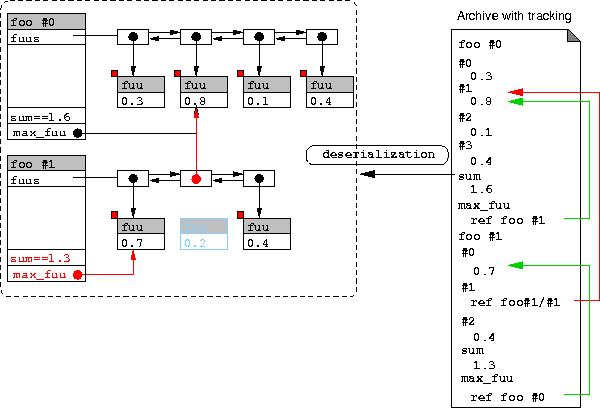 foo #0
fuus
fuu
0.3
fuu
0.8
fuu
0.1
fuu
0.4
sum==1.6
max_fuu
foo #1
fuus
fuu
0.7
fuu
0.2
fuu
0.4
sum==1.3
max_fuu
deserialization
Archive with tracking
foo #0
#0
0.3
#1
0.8
#2
0.1
#3
0.4
sum
1.6
max_fuu
ref foo #1
foo #1
#0
0.7
#1
ref foo#1/#1
#2
0.4
sum
1.3
max_fuu
ref foo #0